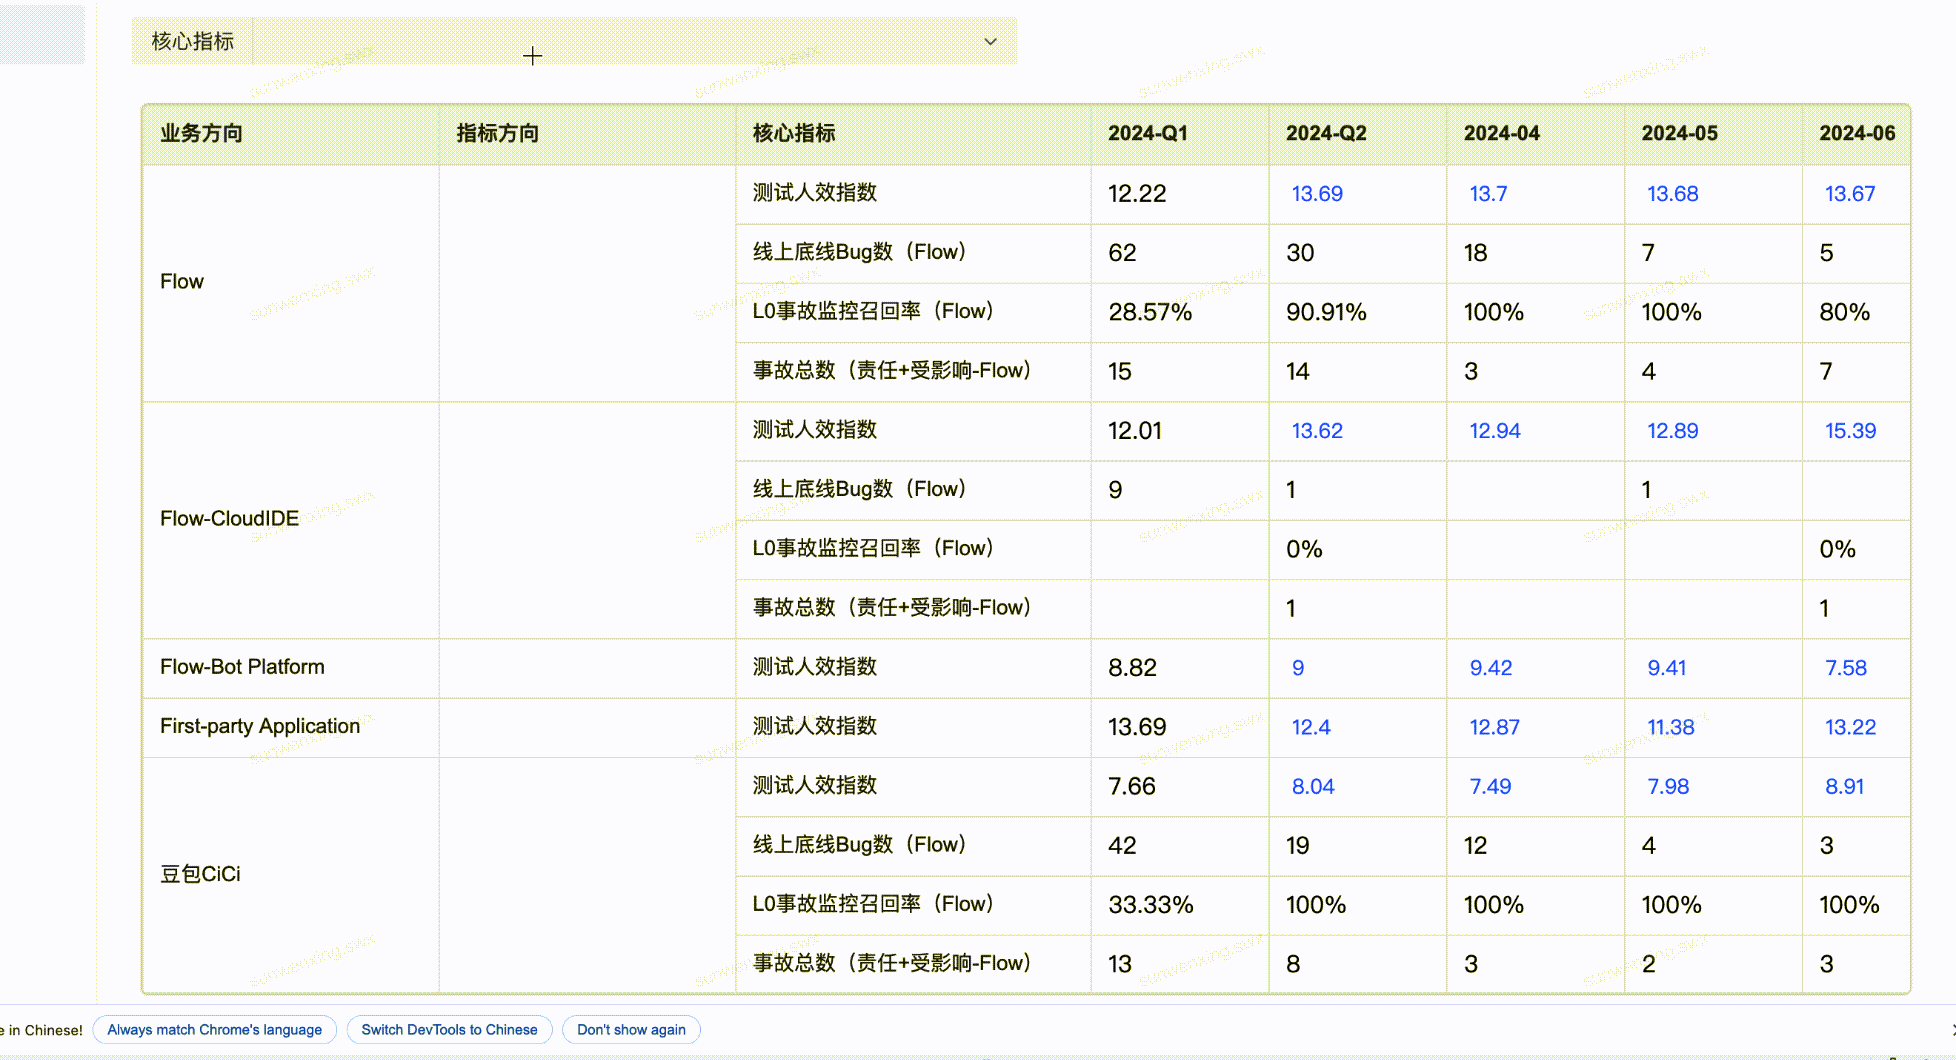 核心指标
业务方向 指标方向 核心指标 2024-Q1 2024-Q2 2024-04 2024-05 2024-06
Flow
测试人效指数 12.22 13.69 13.7 13.68 13.67
线上底线Bug数（Flow） 62 30 18 7 5
L0事故监控召回率（Flow） 28.57% 90.91% 100% 100% 80%
事故总数（责任+受影响-Flow） 15 14 3 4 7
Flow-CloudIDE
测试人效指数 12.01 13.62 12.94 12.89 15.39
线上底线Bug数（Flow） 9 1 1
L0事故监控召回率（Flow） 0% 0%
事故总数（责任+受影响-Flow） 1 1
Flow-Bot Platform 测试人效指数 8.82 9 9.42 9.41 7.58
First-party Application 测试人效指数 13.69 12.4 12.87 11.38 13.22
豆包CiCi
测试人效指数 7.66 8.04 7.49 7.98 8.91
线上底线Bug数（Flow） 42 19 12 4 3
L0事故监控召回率（Flow） 33.33% 100% 100% 100% 100%
事故总数（责任+受影响-Flow） 13 8 3 2 3
e in Chinese! Always match Chrome's language Switch DevTools to Chinese Don't show again